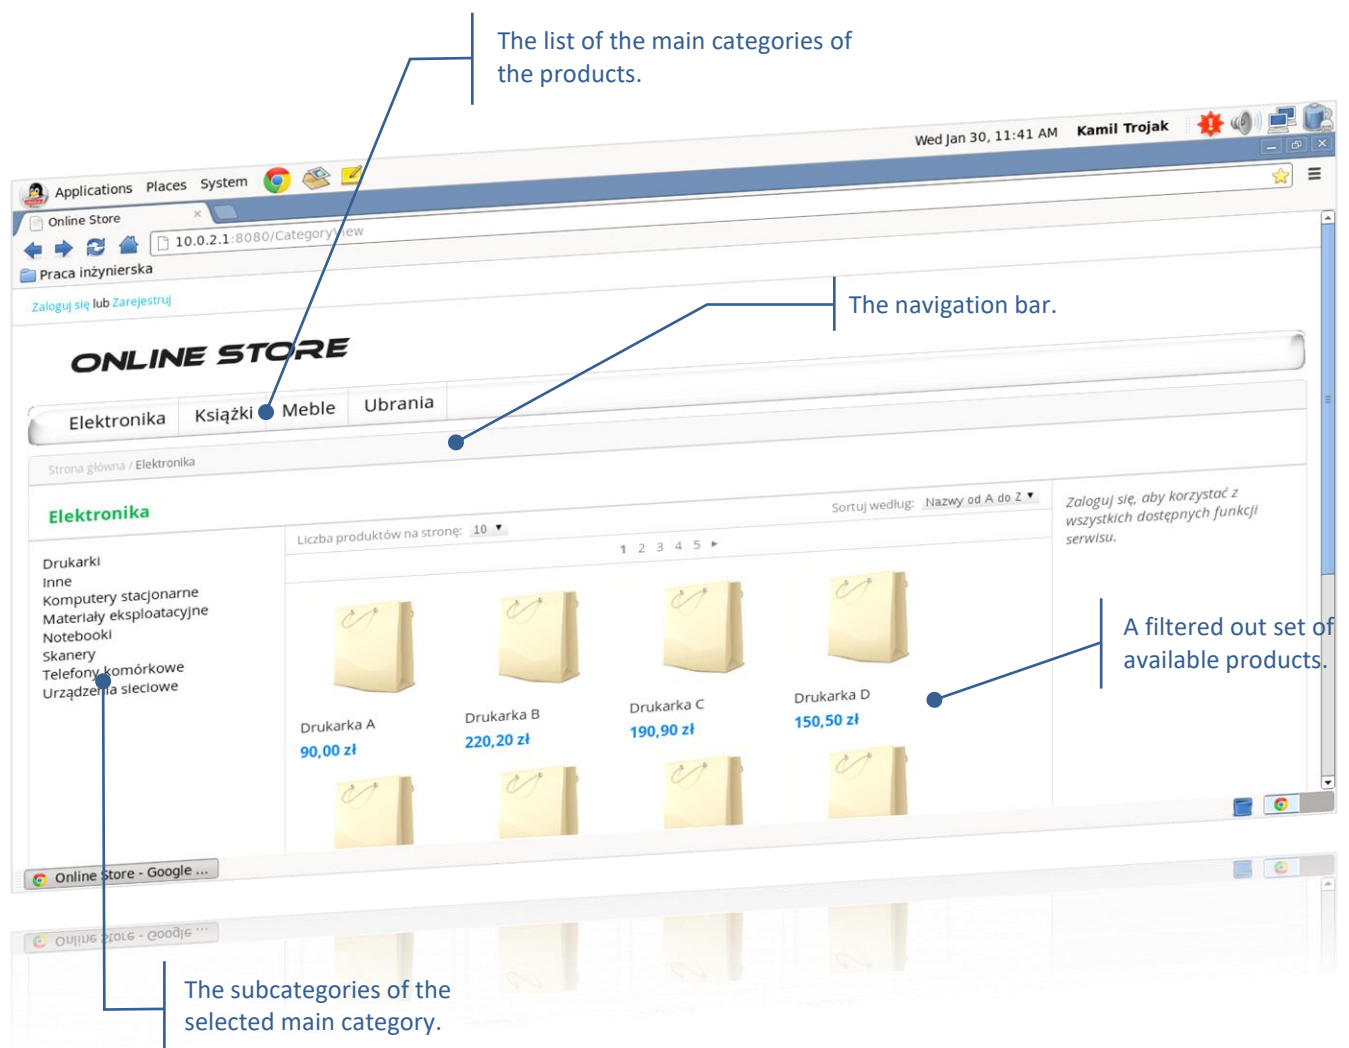 The list of the main categories of
the products.
Wed Jan 30, 11:41 AM Kamil Trojak
Applications Places System
Online Store
10.0.2.1:8080/CategoryView
Praca inżynierska
Zaloguj się lub Zarejestruj
The navigation bar.
ONLINE STORE
Elektronika Książki Meble Ubrania
Strona główna / Elektronika
Elektronika
Liczba produktów na stronę: 10
Sortuj według: Nazwy od A do Z
1 2 3 4 5
Zaloguj się, aby korzystać z
wszystkich dostępnych funkcji
serwisu.
Drukarki
Inne
Komputery stacjonarne
Materiały eksploatacyjne
Notebooki
Skanery
Telefony komórkowe
Urządzenia sieciowe
A filtered out set of
available products.
Drukarka A
90,00 zł
Drukarka B
220,20 zł
Drukarka C
190,90 zł
Drukarka D
150,50 zł
Online Store - Google ...
Online Store - Google ...
The subcategories of the
selected main category.